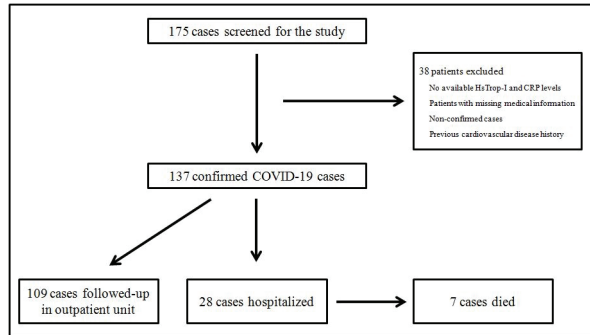 175 cases screened for the study
38 patients excluded
No available HsTrop-I and CRP levels
Patients with missing medical information
Non-confirmed cases
Previous cardiovascular disease history
137 confirmed COVID-19 cases
109 cases followed-up
in outpatient unit
28 cases hospitalized
7 cases died